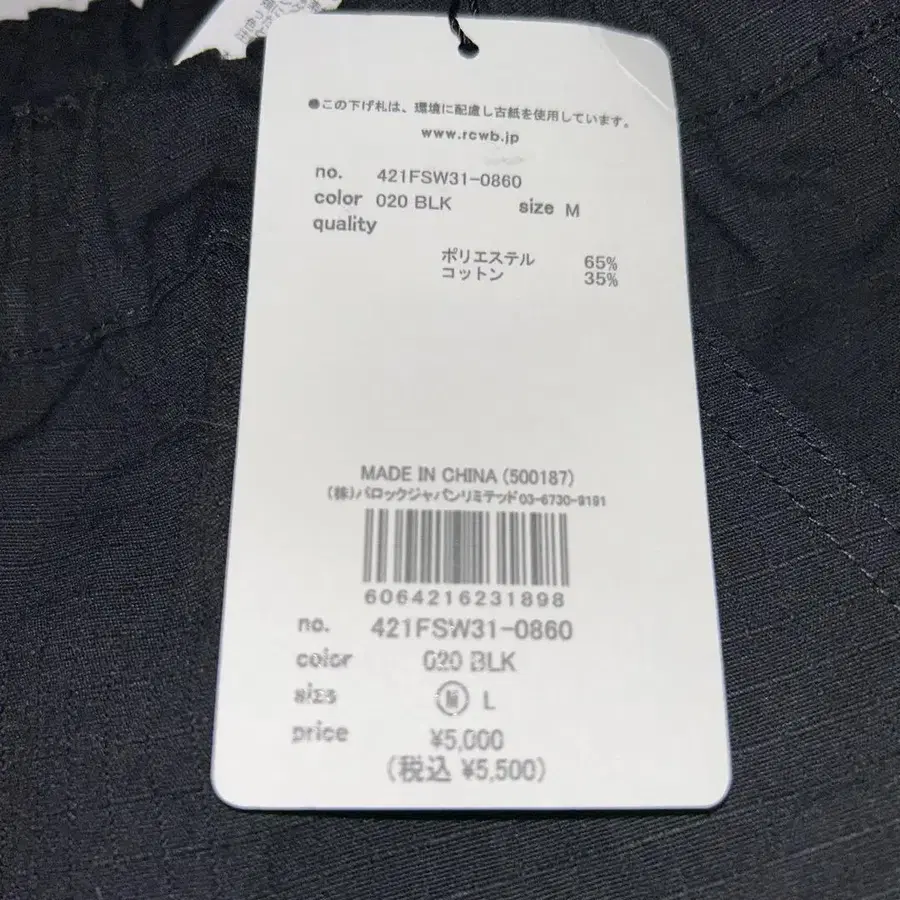 ●この下げ札は、環境に配慮し古紙を使用しています。
www.rcwb.jp
no. 421FSW31-0860
color 020 BLK size M
quality
ポリエステル 65%
コットン 35%
MADE IN CHINA (500187)
(株)バロックジャパンリミテッド03-6730-9191
6064216231898
no. 421FSW31-0860
color 020 BLK
size Ⓜ L
price ¥5,000
(税込 ¥5,500)